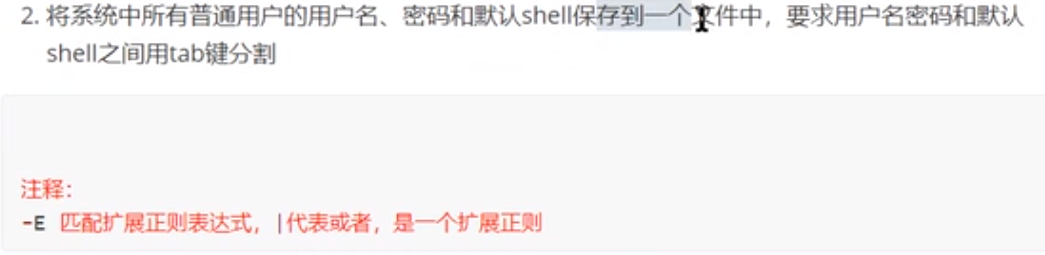 2. 将系统中所有普通用户的用户名、密码和默认shell保存到一个文件中，要求用户名密码和默认
shell之间用tab键分割
注释：
-E 匹配扩展正则表达式，|代表或者，是一个扩展正则